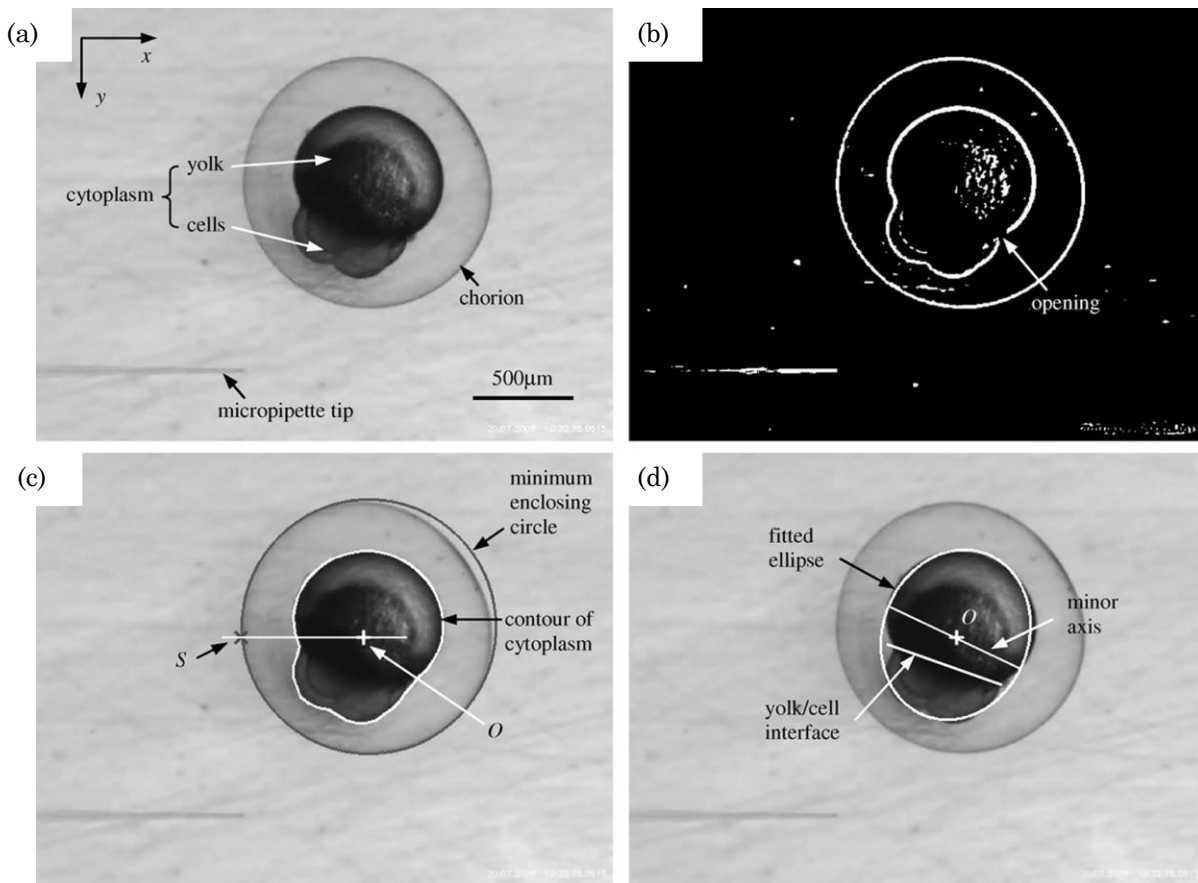 (a)
x
y
yolk
cytoplasm
cells
chorion
500μm
micropipette tip
(b)
opening
(c)
minimum
enclosing
circle
contour of
cytoplasm
S
O
(d)
fitted
ellipse
O
minor
axis
yolk/cell
interface